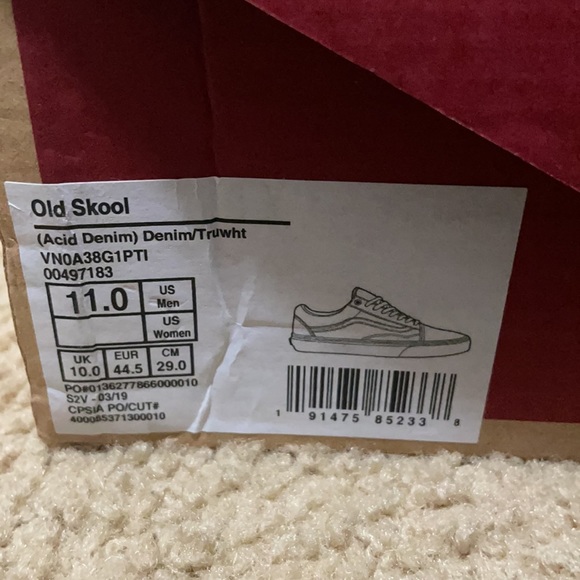 Old Skool
(Acid Denim) Denim/Truwht
VN0A38G1PTI
00497183
11.0 US Men
US Women
UK 10.0 EUR 44.5 CM 29.0
PO#0136277866000010
S2V - 03/19
CPSIA PO/CUT#
400085371300010
1 91475 85233 8